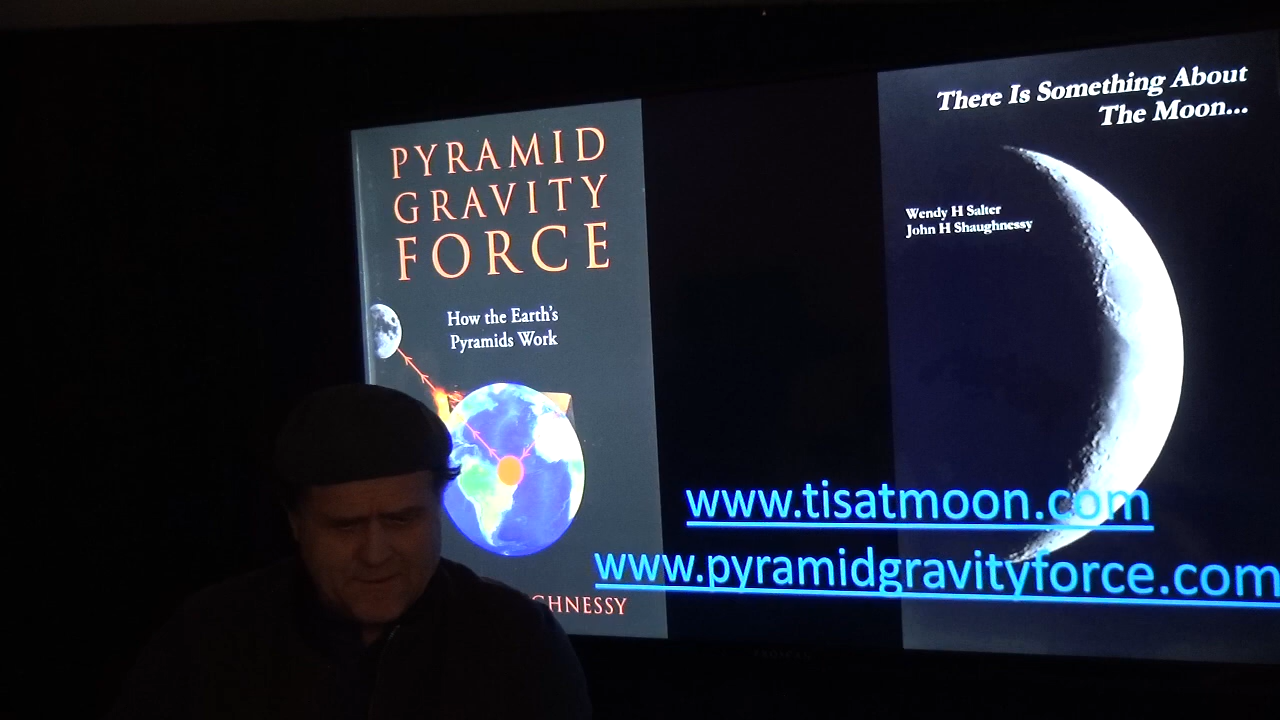 PYRAMID
GRAVITY
FORCE
How the Earth's
Pyramids Work
GHNESSY
There Is Something About
The Moon...
Wendy H Salter
John H Shaughnessy
www.tisatmoon.com
www.pyramidgravityforce.com